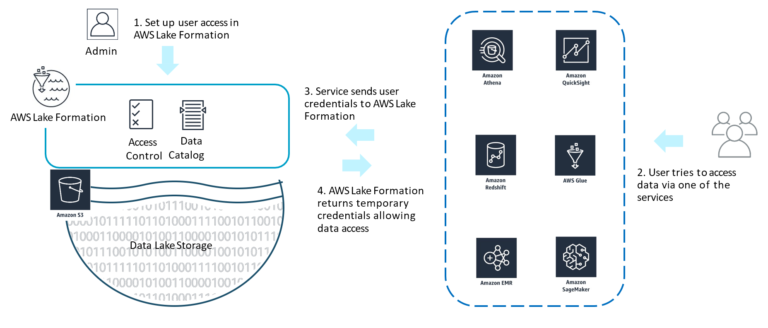 1. Set up user access in
AWS Lake Formation
Admin
AWS Lake Formation
Access
Control
Data
Catalog
Amazon S3
Data Lake Storage
3. Service sends user
credentials to AWS Lake
Formation
4. AWS Lake Formation
returns temporary
credentials allowing
data access
Amazon
Athena
Amazon
QuickSight
Amazon
Redshift
AWS Glue
Amazon EMR
Amazon
SageMaker
2. User tries to access
data via one of the
services